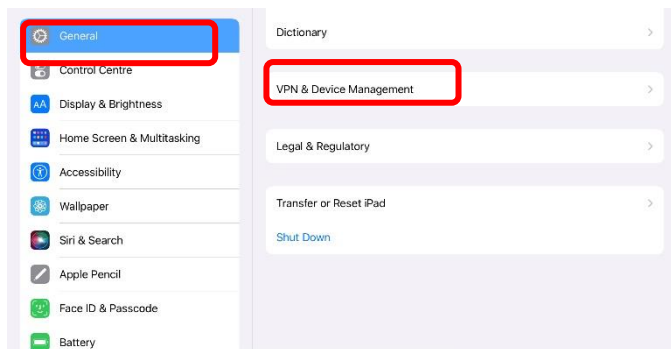 General
Control Centre
AA Display & Brightness
Home Screen & Multitasking
Accessibility
Wallpaper
Siri & Search
Apple Pencil
Face ID & Passcode
Battery
Dictionary
VPN & Device Management
Legal & Regulatory
Transfer or Reset iPad
Shut Down